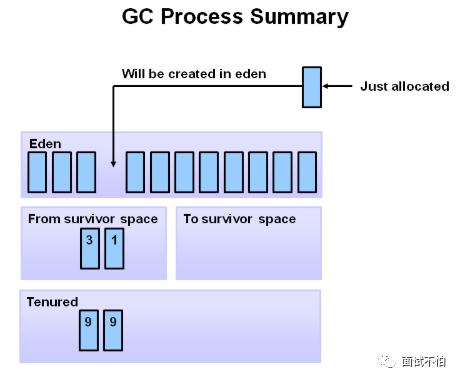 GC Process Summary
Will be created in eden
Just allocated
Eden
From survivor space
To survivor space
3 1
Tenured
9 9
面试不怕